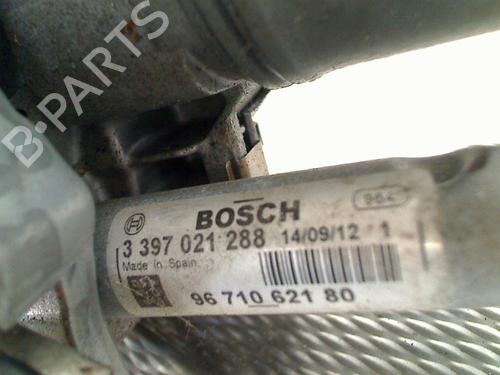 B-PARTS
964
BOSCH
3 397 021 288 14/09/12 1
Made in Spain
96 710 621 80